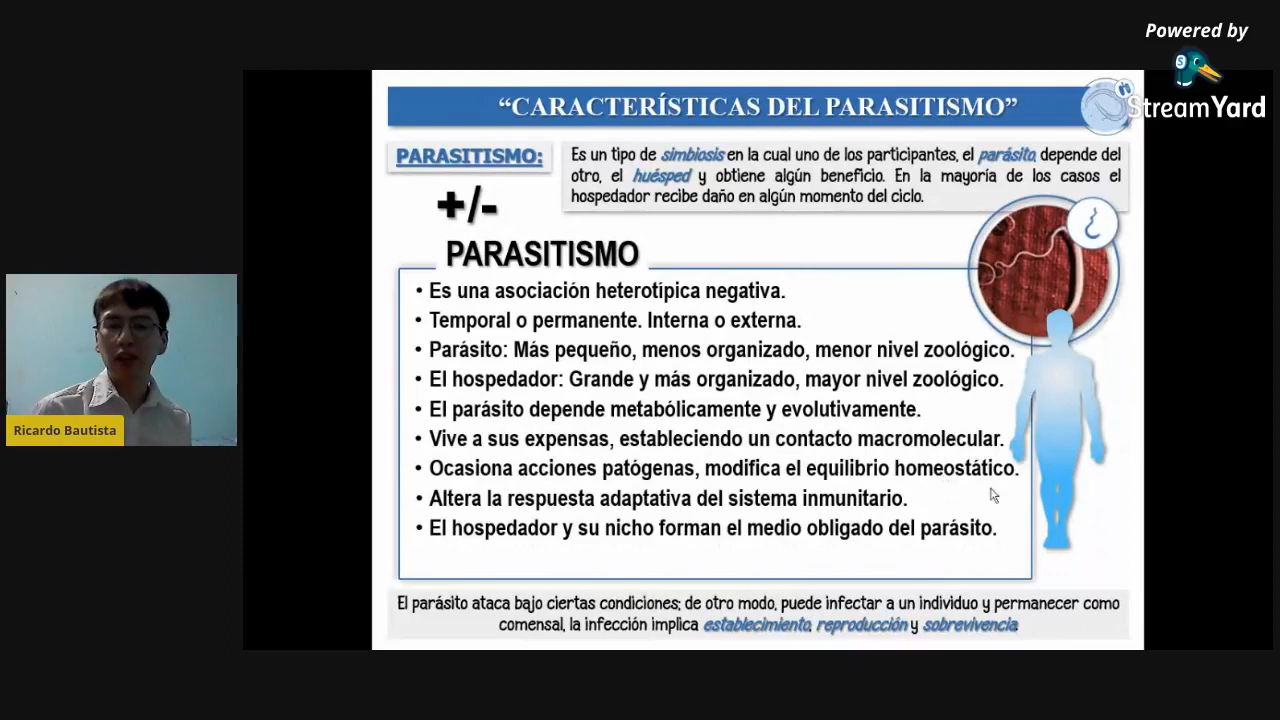 Powered by
StreamYard
“CARACTERÍSTICAS DEL PARASITISMO”
PARASITISMO:
Es un tipo de simbiosis en la cual uno de los participantes, el parásito, depende del
otro, el huésped y obtiene algún beneficio. En la mayoría de los casos el
hospedador recibe daño en algún momento del ciclo.
+/-
PARASITISMO
• Es una asociación heterotípica negativa.
• Temporal o permanente. Interna o externa.
• Parásito: Más pequeño, menos organizado, menor nivel zoológico.
• El hospedador: Grande y más organizado, mayor nivel zoológico.
• El parásito depende metabólicamente y evolutivamente.
• Vive a sus expensas, estableciendo un contacto macromolecular.
• Ocasiona acciones patógenas, modifica el equilibrio homeostático.
• Altera la respuesta adaptativa del sistema inmunitario.
• El hospedador y su nicho forman el medio obligado del parásito.
El parásito ataca bajo ciertas condiciones; de otro modo, puede infectar a un individuo y permanecer como
comensal, la infección implica establecimiento, reproducción y sobrevivencia.
Ricardo Bautista